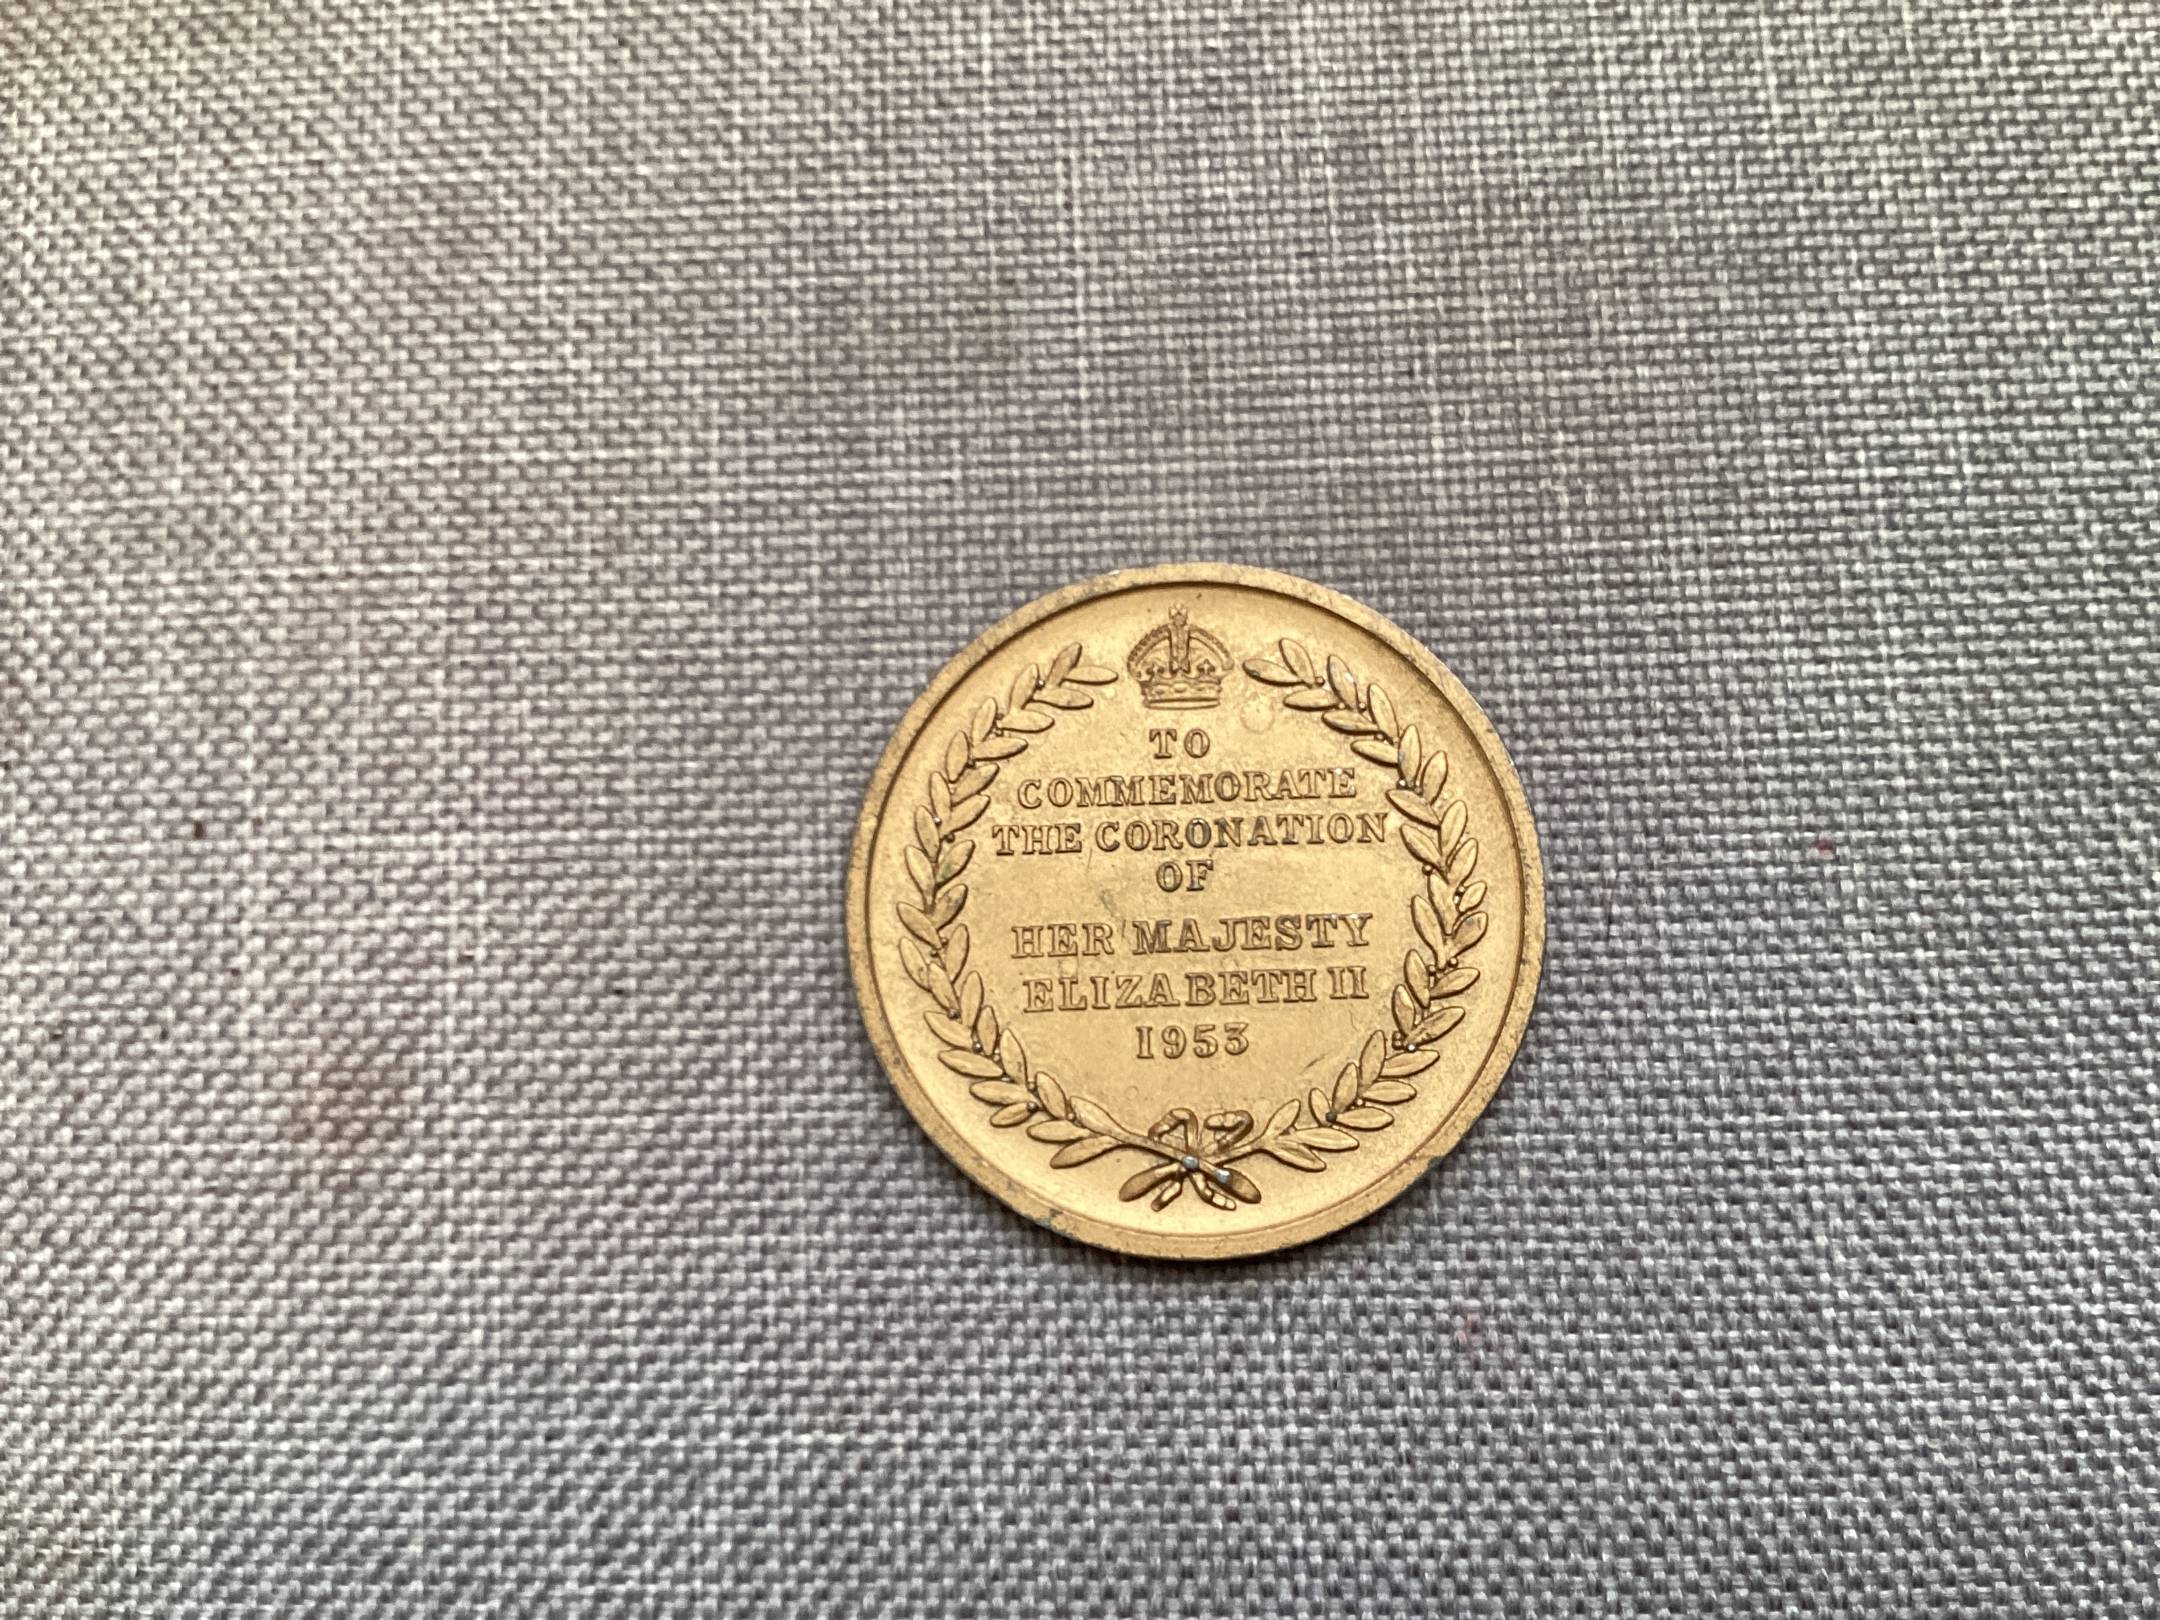 TO
COMMEMORATE
THE CORONATION
OF
HER MAJESTY
ELIZABETH II
1953